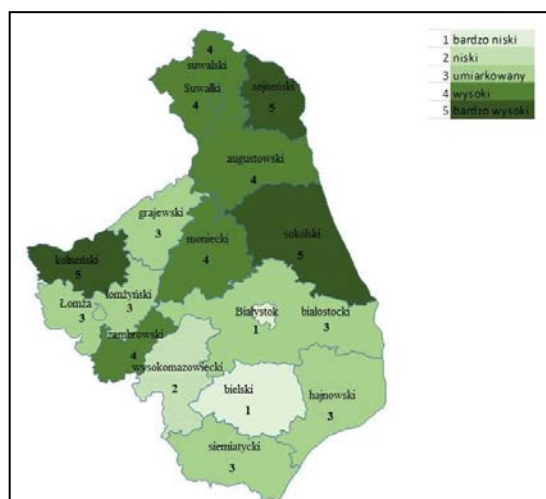 1 bardzo niski
2 niski
3 umiarkowany
4 wysoki
5 bardzo wysoki
4
suwalski
Suwałki
4
sejneński
5
augustowski
4
grajewski
3
moniecki
4
sokólski
5
kolneński
5
łomżyński
3
Łomża
3
zambrowski
4
Białystok
1
białostocki
3
wysokomazowiecki
2
bielski
1
hajnowski
3
siemiatycki
3